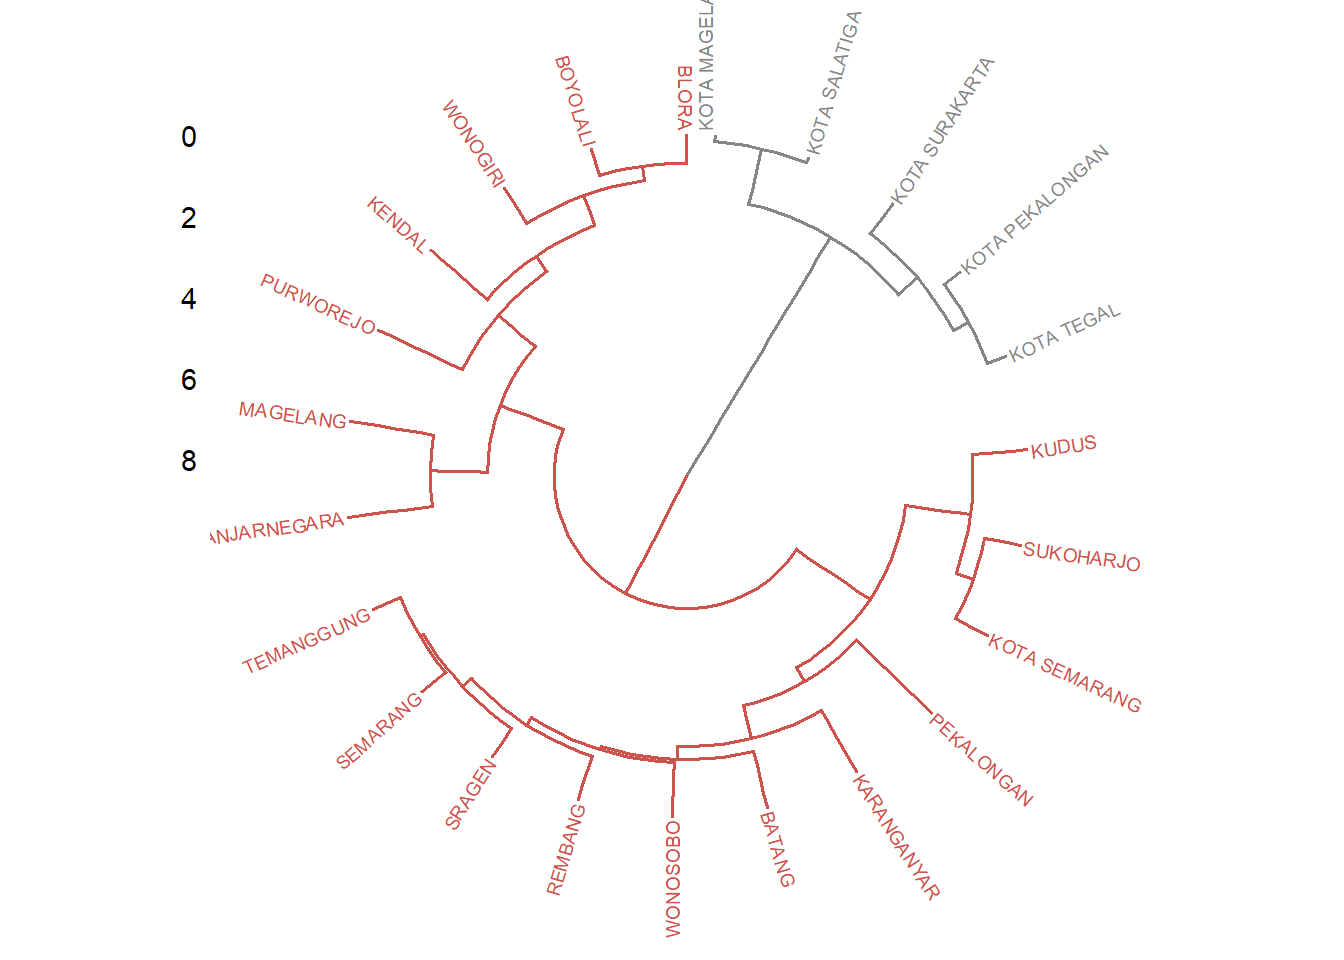 0
2
4
6
8
BLORA
BOYOLALI
WONOGIRI
KENDAL
PURWOREJO
MAGELANG
ANJARNEGARA
TEMANGGUNG
SEMARANG
SRAGEN
REMBANG
WONOSOBO
BATANG
KARANGANYAR
PEKALONGAN
KOTA SEMARANG
SUKOHARJO
KUDUS
KOTA TEGAL
KOTA PEKALONGAN
KOTA SURAKARTA
KOTA SALATIGA
KOTA MAGELA